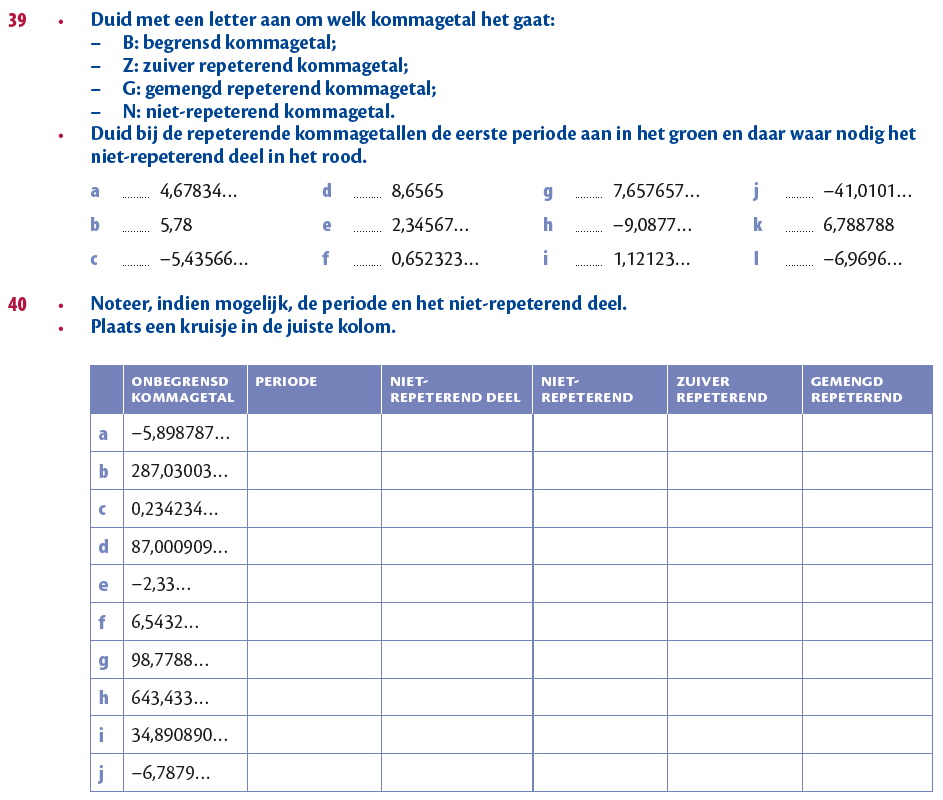 39 • Duid met een letter aan om welk kommagetal het gaat:
– B: begrensd kommagetal;
– Z: zuiver repeterend kommagetal;
– G: gemengd repeterend kommagetal;
– N: niet-repeterend kommagetal.
• Duid bij de repeterende kommagetallen de eerste periode aan in het groen en daar waar nodig het
niet-repeterend deel in het rood.
a .......... 4,67834... d .......... 8,6565 g .......... 7,657657... j .......... –41,0101...
b .......... 5,78 e .......... 2,34567... h .......... –9,0877... k .......... 6,788788
c .......... –5,43566... f .......... 0,652323... i .......... 1,12123... l .......... –6,9696...
40 • Noteer, indien mogelijk, de periode en het niet-repeterend deel.
• Plaats een kruisje in de juiste kolom.
ONBEGRENSD KOMMAGETAL PERIODE NIET-REPETEREND DEEL NIET-REPETEREND ZUIVER REPETEREND GEMENGD REPETEREND
a –5,898787...
b 287,03003...
c 0,234234...
d 87,000909...
e –2,33...
f 6,5432...
g 98,7788...
h 643,433...
i 34,890890...
j –6,7879...